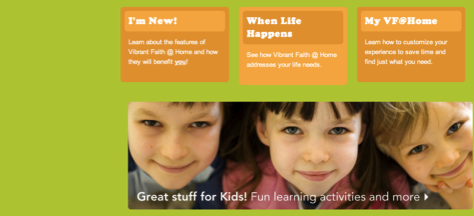 I'm New!
Learn about the features of
Vibrant Faith @ Home and how
they will benefit you!
When Life
Happens
See how Vibrant Faith @ Home
addresses your life needs.
My VF@Home
Learn how to customize your
experience to save time and
find just what you need.
Great stuff for Kids! Fun learning activities and more